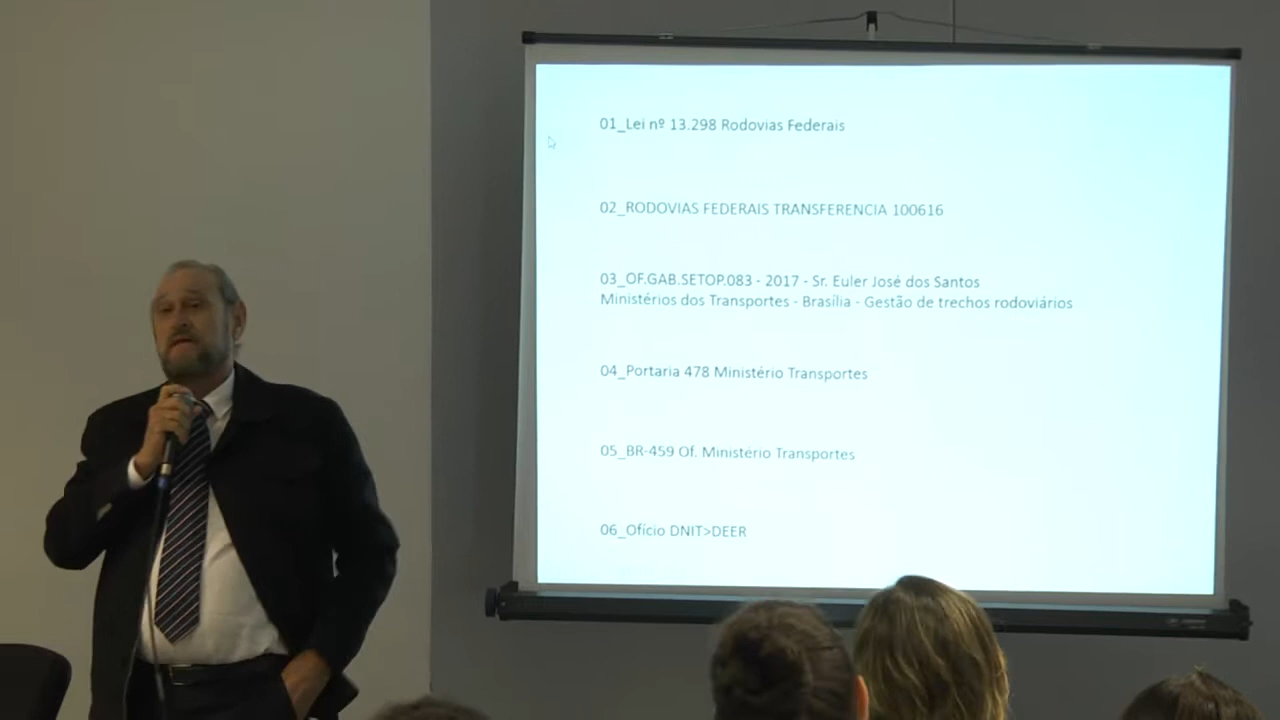 01_Lei nº 13.298 Rodovias Federais
02_RODOVIAS FEDERAIS TRANSFERENCIA 100616
03_OF.GAB.SETOP.083 - 2017 - Sr. Euler José dos Santos
Ministérios dos Transportes - Brasília - Gestão de trechos rodoviários
04_Portaria 478 Ministério Transportes
05_BR-459 Of. Ministério Transportes
06_Ofício DNIT>DEER